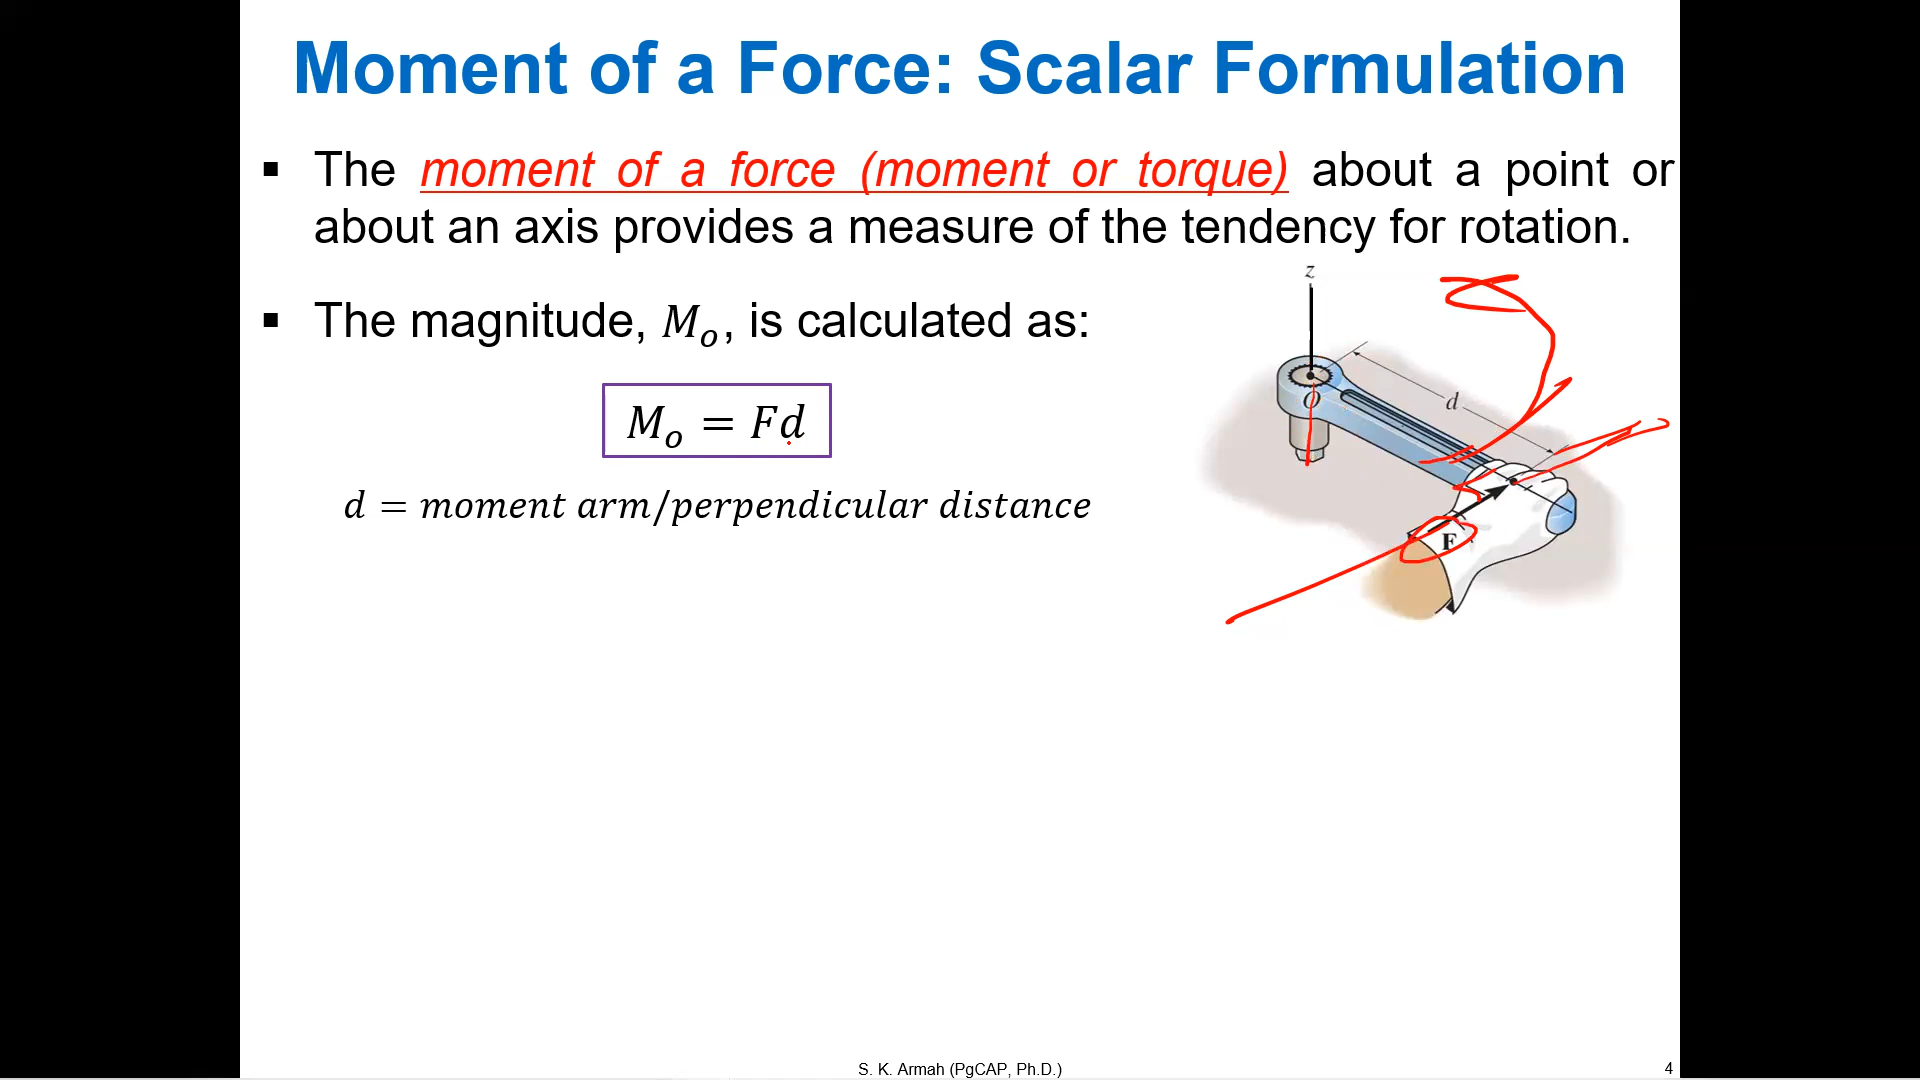 Moment of a Force: Scalar Formulation
▪ The moment of a force (moment or torque) about a point or
about an axis provides a measure of the tendency for rotation.
▪ The magnitude, Mₒ, is calculated as:
Mₒ = Fd
d = moment arm/perpendicular distance
z
O
d
F
S. K. Armah (PgCAP, Ph.D.)
4